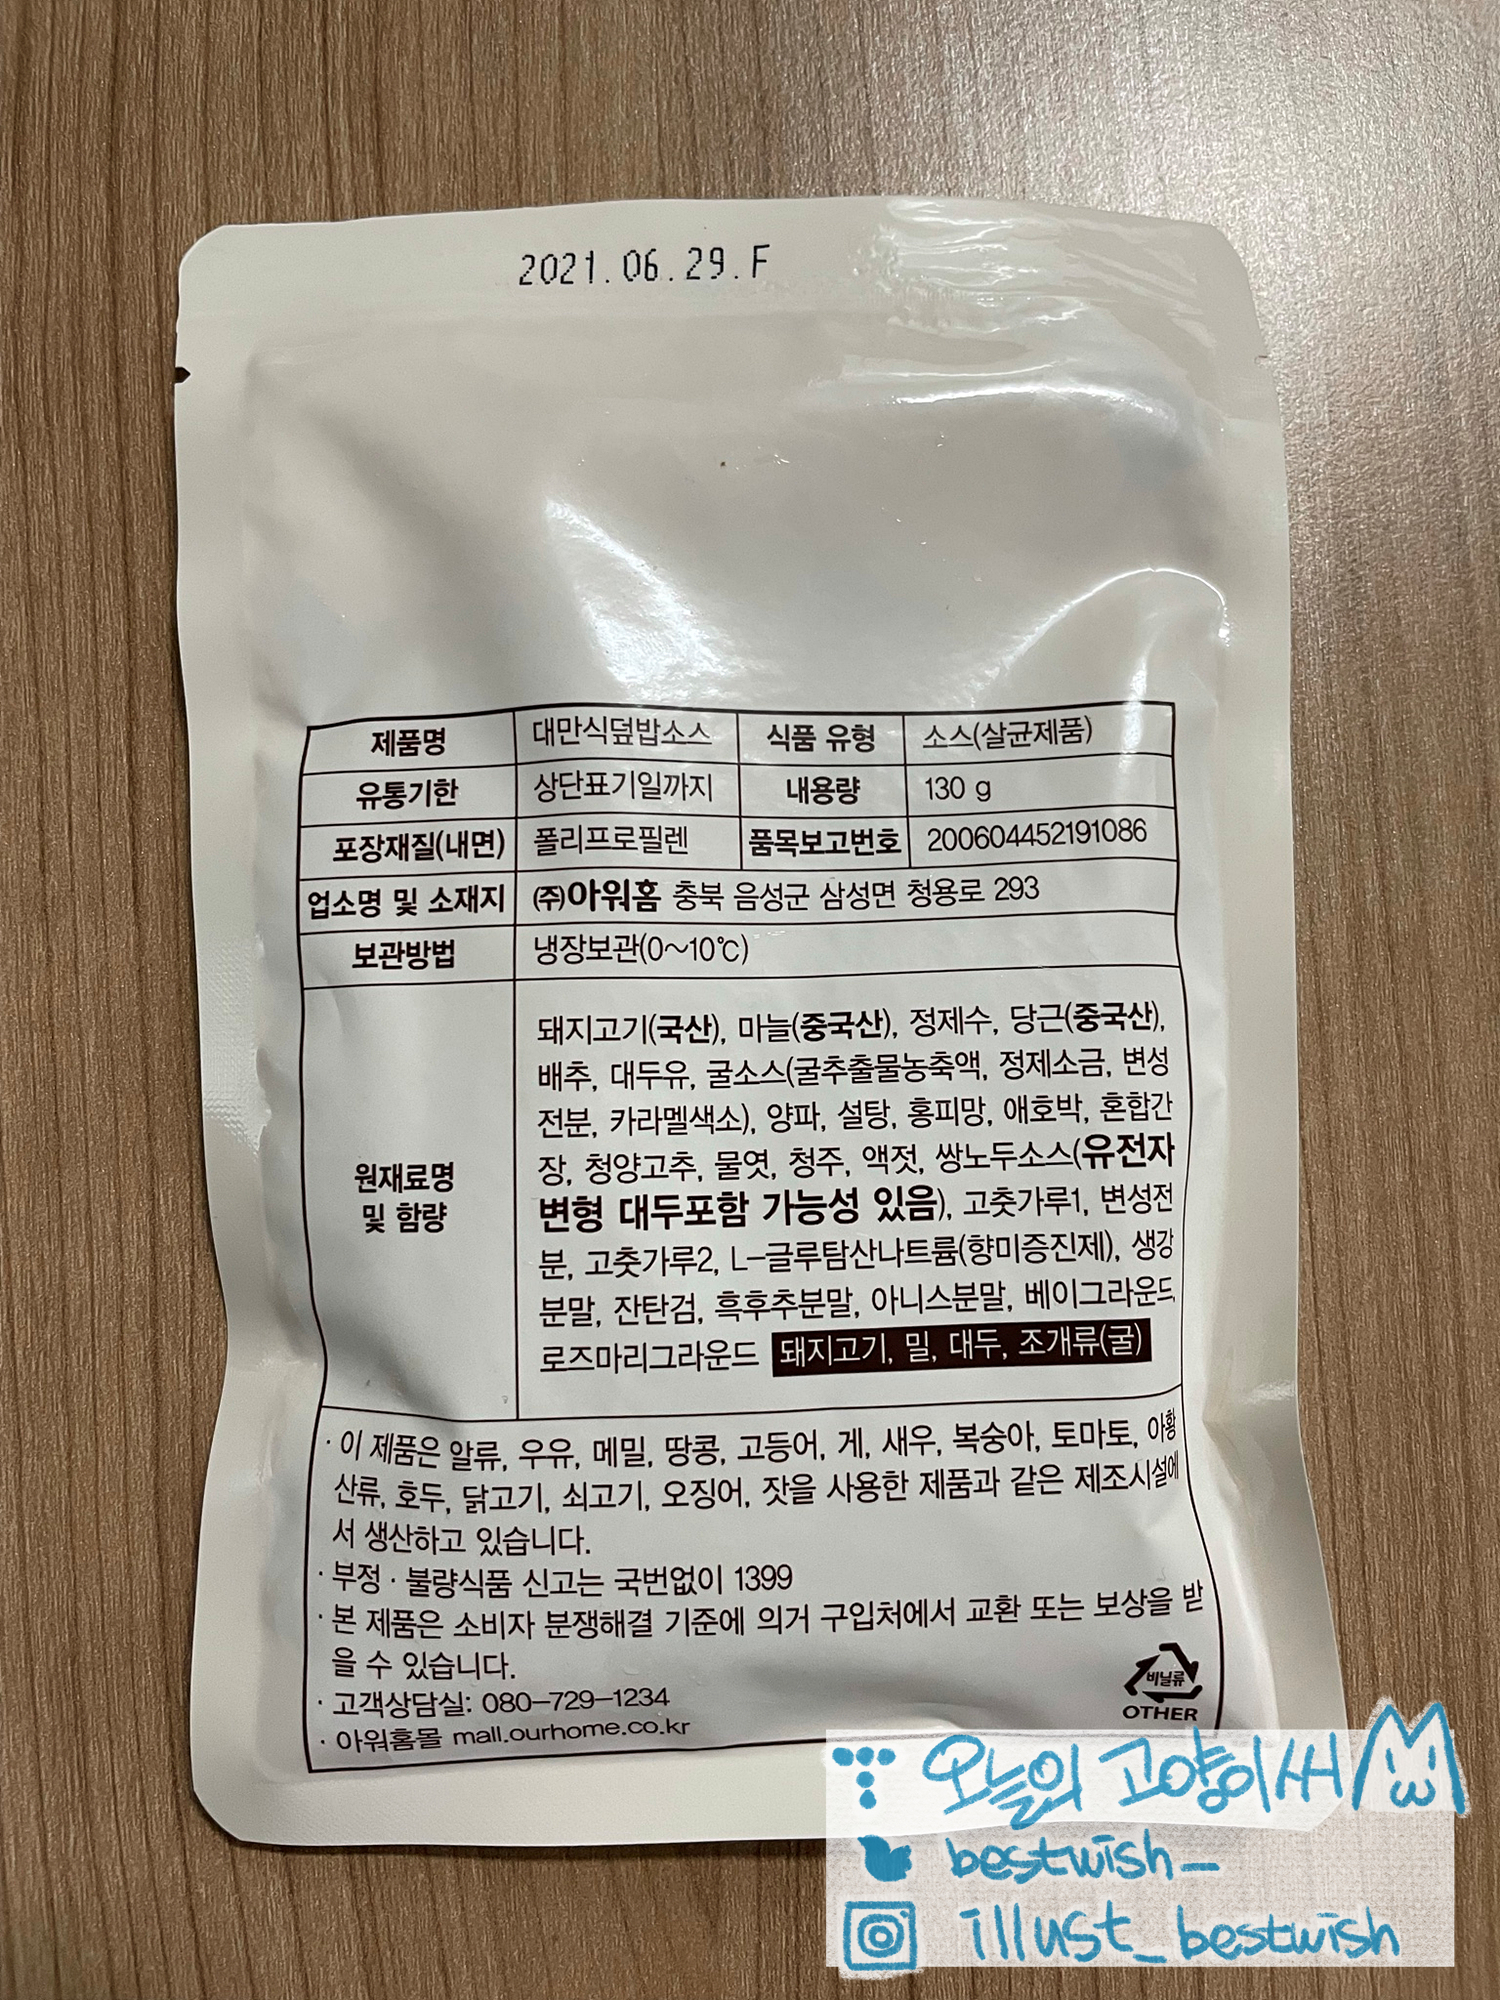 2021.06.29.F
제품명 대만식덮밥소스 식품 유형 소스(살균제품)
유통기한 상단표기일까지 내용량 130 g
포장재질(내면) 폴리프로필렌 품목보고번호 200604452191086
업소명 및 소재지 ㈜아워홈 충북 음성군 삼성면 청용로 293
보관방법 냉장보관(0~10℃)
원재료명
및 함량
돼지고기(국산), 마늘(중국산), 정제수, 당근(중국산),
배추, 대두유, 굴소스(굴추출물농축액, 정제소금, 변성
전분, 카라멜색소), 양파, 설탕, 홍피망, 애호박, 혼합간
장, 청양고추, 물엿, 청주, 액젓, 쌍노두소스(유전자
변형 대두포함 가능성 있음), 고춧가루1, 변성전
분, 고춧가루2, L-글루탐산나트륨(향미증진제), 생강
분말, 잔탄검, 흑후추분말, 아니스분말, 베이그라운드,
로즈마리그라운드 돼지고기, 밀, 대두, 조개류(굴)
· 이 제품은 알류, 우유, 메밀, 땅콩, 고등어, 게, 새우, 복숭아, 토마토, 아황
산류, 호두, 닭고기, 쇠고기, 오징어, 잣을 사용한 제품과 같은 제조시설에
서 생산하고 있습니다.
· 부정 · 불량식품 신고는 국번없이 1399
· 본 제품은 소비자 분쟁해결 기준에 의거 구입처에서 교환 또는 보상을 받
을 수 있습니다.
· 고객상담실: 080-729-1234
· 아워홈몰 mall.ourhome.co.kr
비닐류
OTHER
오늘의 고양이씨
bestwish_
illust_bestwish